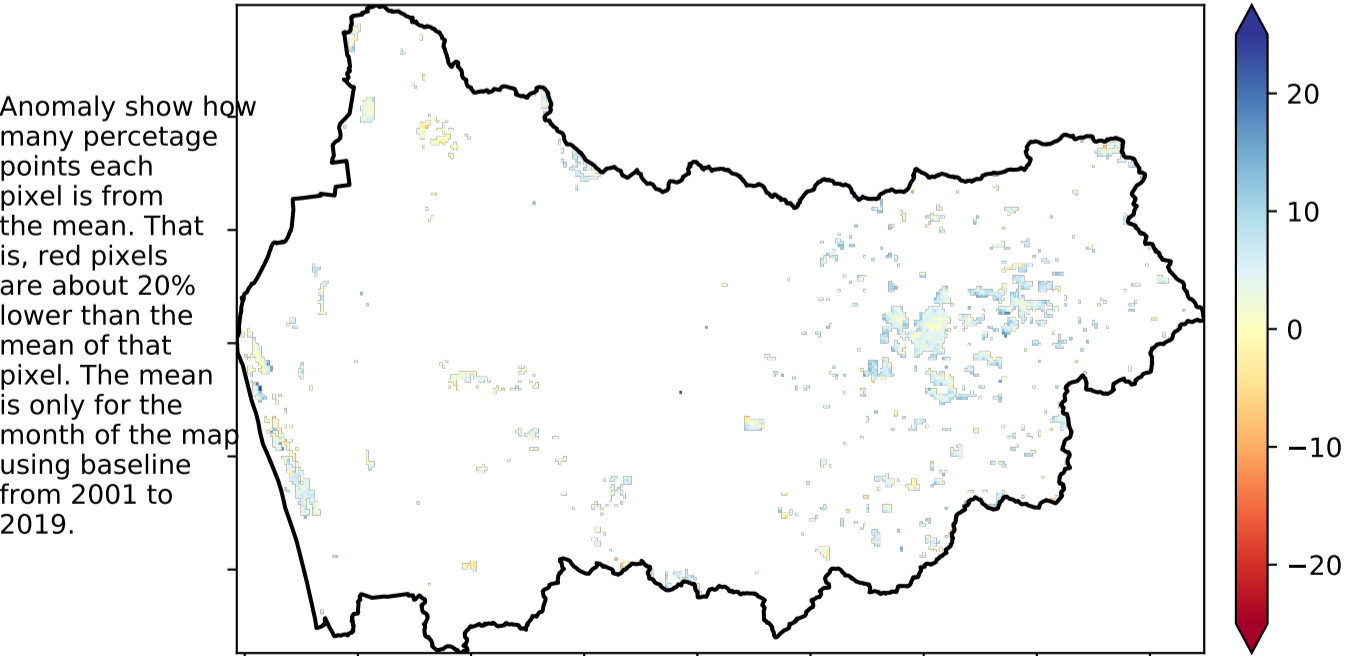 Anomaly show how
many percetage
points each
pixel is from
the mean. That
is, red pixels
are about 20%
lower than the
mean of that
pixel. The mean
is only for the
month of the map
using baseline
from 2001 to
2019.
20
10
0
−10
−20